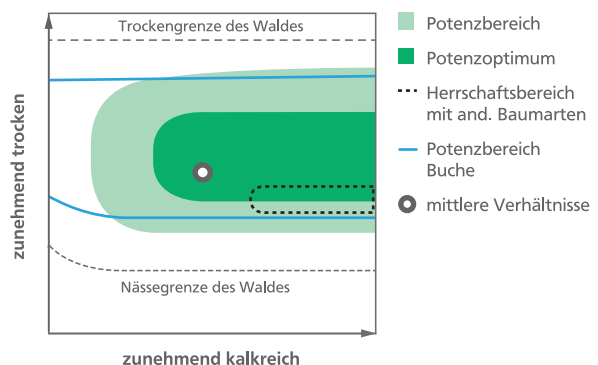 Trockengrenze des Waldes
Nässegrenze des Waldes
zunehmend trocken
zunehmend kalkreich
Potenzbereich
Potenzoptimum
Herrschaftsbereich
mit and. Baumarten
Potenzbereich
Buche
mittlere Verhältnisse